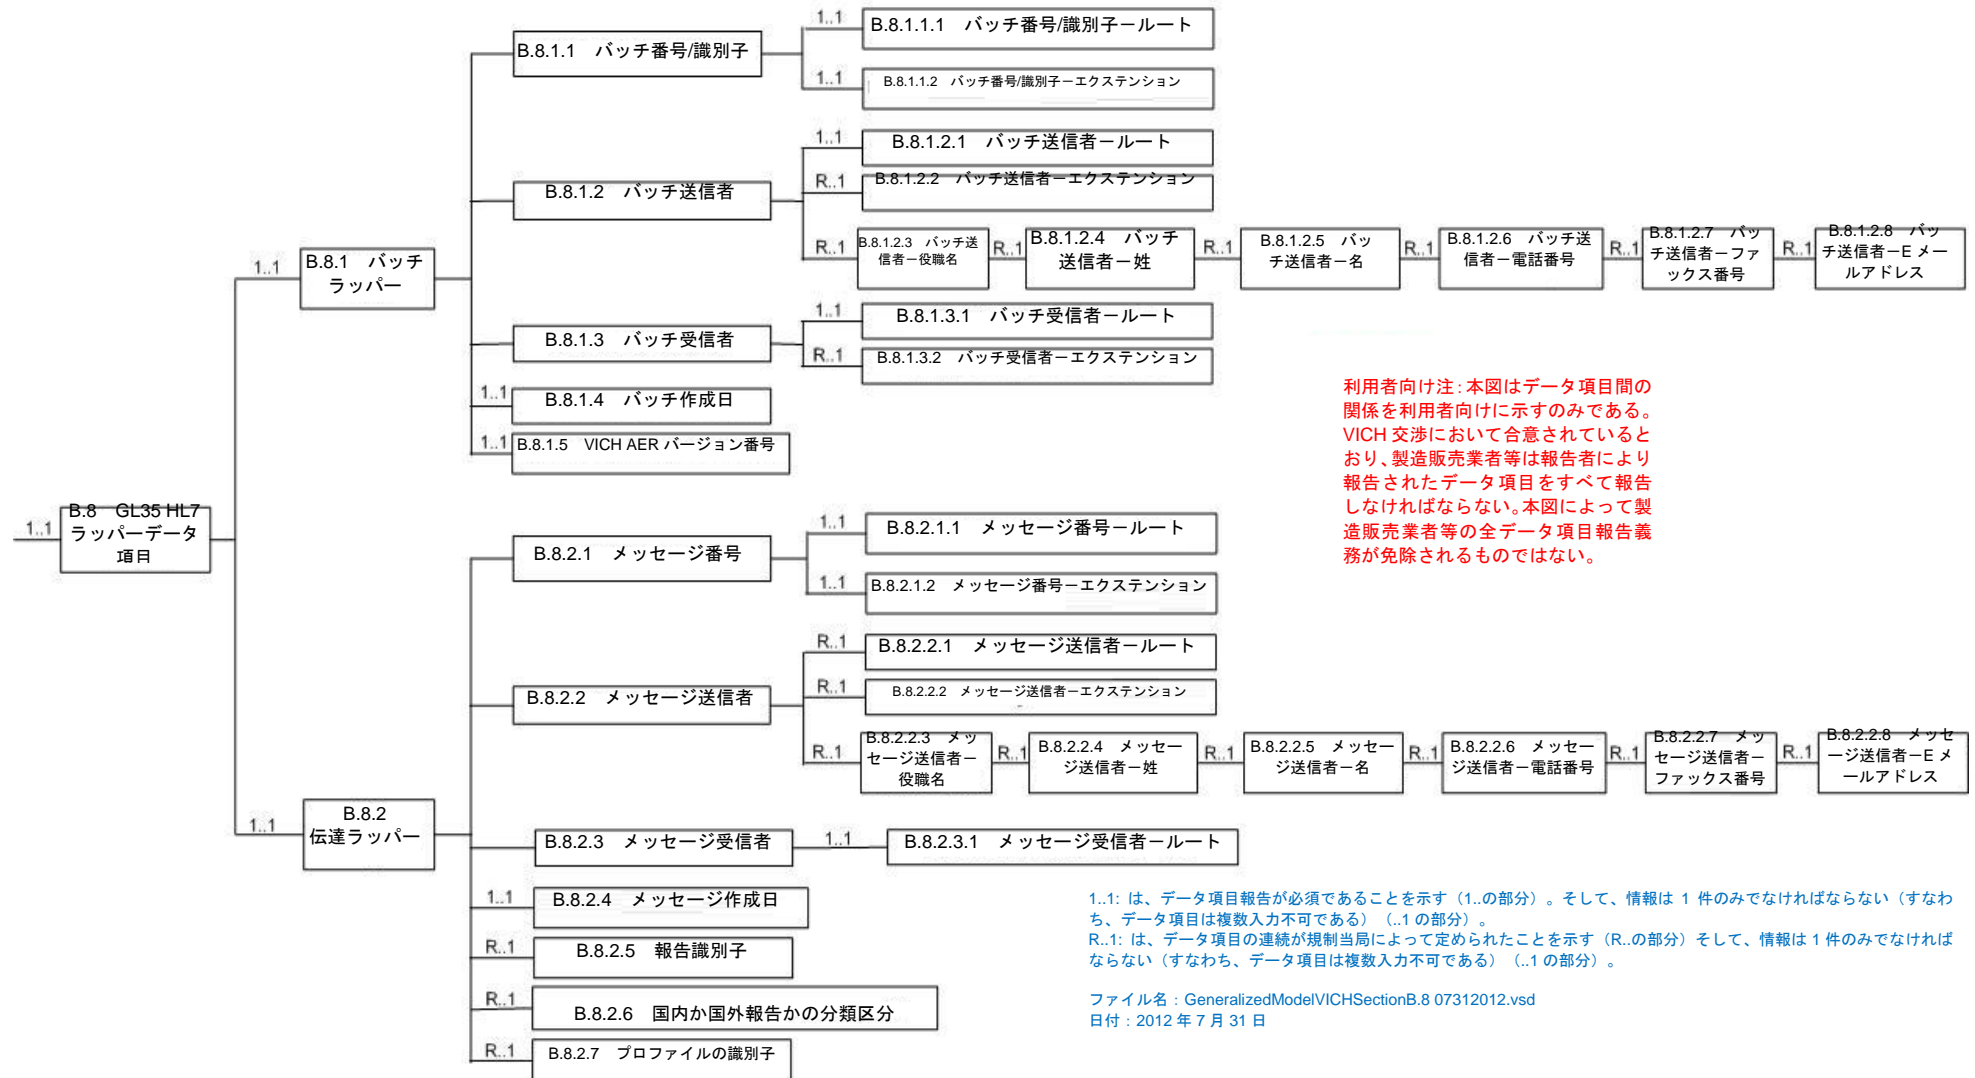 1..1
B.8　GL35 HL7
ラッパーデータ
項目
1..1
B.8.1　バッチ
ラッパー
B.8.1.1　バッチ番号/識別子
1..1
B.8.1.1.1　バッチ番号/識別子－ルート
1..1
B.8.1.1.2　バッチ番号/識別子－エクステンション
B.8.1.2　バッチ送信者
1..1
B.8.1.2.1　バッチ送信者－ルート
R..1
B.8.1.2.2　バッチ送信者－エクステンション
R..1
B.8.1.2.3　バッチ送
信者－役職名
R..1
B.8.1.2.4　バッチ
送信者－姓
R..1
B.8.1.2.5　バッ
チ送信者－名
R..1
B.8.1.2.6　バッチ送
信者－電話番号
R..1
B.8.1.2.7　バッ
チ送信者－ファ
ックス番号
R..1
B.8.1.2.8　バッ
チ送信者－E メー
ルアドレス
B.8.1.3　バッチ受信者
1..1
B.8.1.3.1　バッチ受信者－ルート
R..1
B.8.1.3.2　バッチ受信者－エクステンション
1..1
B.8.1.4　バッチ作成日
1..1
B.8.1.5　VICH AER バージョン番号
利用者向け注：本図はデータ項目間の
関係を利用者向けに示すのみである。
VICH 交渉において合意されていると
おり、製造販売業者等は報告者により
報告されたデータ項目をすべて報告
しなければならない。本図によって製
造販売業者等の全データ項目報告義
務が免除されるものではない。
1..1
B.8.2
伝達ラッパー
B.8.2.1　メッセージ番号
1..1
B.8.2.1.1　メッセージ番号－ルート
1..1
B.8.2.1.2　メッセージ番号－エクステンション
B.8.2.2　メッセージ送信者
R..1
B.8.2.2.1　メッセージ送信者－ルート
R..1
B.8.2.2.2　メッセージ送信者－エクステンション
R..1
B.8.2.2.3　メッ
セージ送信者－
役職名
R..1
B.8.2.2.4　メッセー
ジ送信者－姓
R..1
B.8.2.2.5　メッセー
ジ送信者－名
R..1
B.8.2.2.6　メッセー
ジ送信者－電話番号
R..1
B.8.2.2.7　メッ
セージ送信者－
ファックス番号
R..1
B.8.2.2.8　メッセ
ージ送信者－E メ
ールアドレス
B.8.2.3　メッセージ受信者
1..1
B.8.2.3.1　メッセージ受信者－ルート
1..1
B.8.2.4　メッセージ作成日
R..1
B.8.2.5　報告識別子
R..1
B.8.2.6　国内か国外報告かの分類区分
R..1
B.8.2.7　プロファイルの識別子
1..1: は、データ項目報告が必須であることを示す（1..の部分）。そして、情報は 1 件のみでなければならない（すなわ
ち、データ項目は複数入力不可である）（..1 の部分）。
R..1: は、データ項目の連続が規制当局によって定められたことを示す（R..の部分）そして、情報は 1 件のみでなければ
ならない（すなわち、データ項目は複数入力不可である）（..1 の部分）。
ファイル名：GeneralizedModelVICHSectionB.8 07312012.vsd
日付：2012 年 7 月 31 日